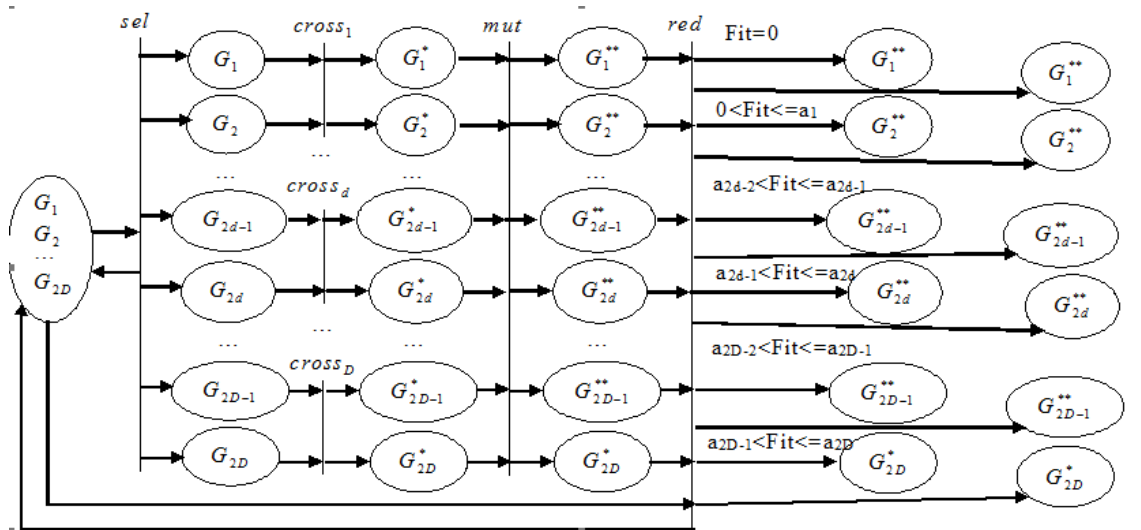 sel cross₁ mut red Fit=0
G₁ G₁* G₁** G₁** G₁**
0<Fit<=a₁
G₂ G₂* G₂** G₂** G₂**
...
... ... ...
cross_d a₂d₋₂<Fit<=a₂d₋₁
G₁
G₂
...
G₂D
G₂d₋₁ G₂d₋₁* G₂d₋₁** G₂d₋₁** G₂d₋₁**
a₂d₋₁<Fit<=a₂d
G₂d G₂d* G₂d** G₂d** G₂d**
...
... ... ...
cross_D a₂D₋₂<Fit<=a₂D₋₁
G₂D₋₁ G₂D₋₁* G₂D₋₁** G₂D₋₁** G₂D₋₁**
a₂D₋₁<Fit<=a₂D
G₂D G₂D* G₂D* G₂D* G₂D*